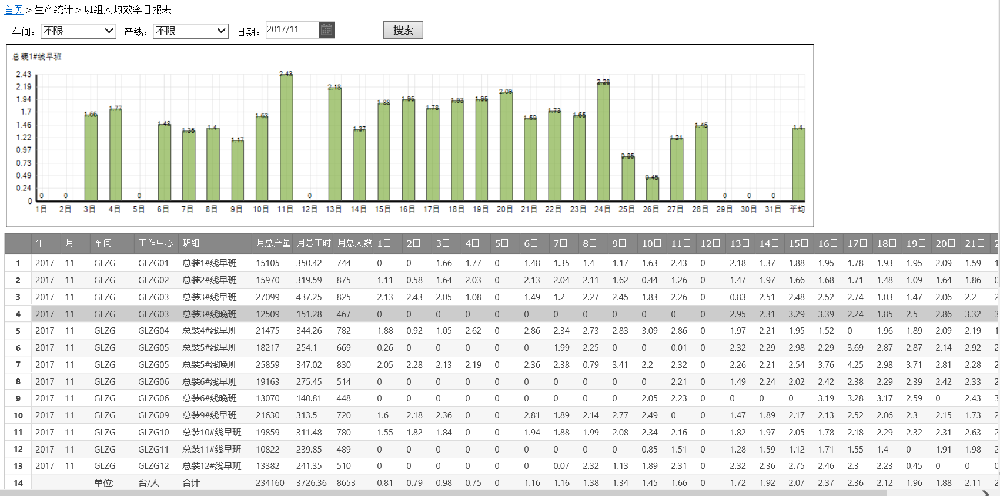 首页 > 生产统计 > 班组人均效率日报表
车间: 不限 产线: 不限 日期: 2017/11 搜索
总装1#线早班
2.43
2.19
1.94
1.7
1.46
1.22
0.97
0.73
0.49
0.24
0
0 0 1.66 1.77 0 1.48 1.35 1.4 1.17 1.63 2.43 0 2.18 1.37 1.88 1.95 1.78 1.93 1.95 2.09 1.59 1.73 1.65 2.28 0.85 0.45 1.21 1.45 0 0 0 1.4
1日 2日 3日 4日 5日 6日 7日 8日 9日 10日 11日 12日 13日 14日 15日 16日 17日 18日 19日 20日 21日 22日 23日 24日 25日 26日 27日 28日 29日 30日 31日 平均
年 月 车间 工作中心 班组 月总产量 月总工时 月总人数 1日 2日 3日 4日 5日 6日 7日 8日 9日 10日 11日 12日 13日 14日 15日 16日 17日 18日 19日 20日 21日 2
1 2017 11 GLZG GLZG01 总装1#线早班 15105 350.42 744 0 0 1.66 1.77 0 1.48 1.35 1.4 1.17 1.63 2.43 0 2.18 1.37 1.88 1.95 1.78 1.93 1.95 2.09 1.59 1
2 2017 11 GLZG GLZG02 总装2#线早班 15970 319.59 875 1.11 0.58 1.64 2.03 0 2.13 2.04 2.11 1.62 0.44 1.26 0 1.47 1.97 1.66 1.68 1.71 1.48 1.09 1.64 1.86 0
3 2017 11 GLZG GLZG03 总装3#线早班 27099 437.25 825 2.13 2.43 2.05 1.08 0 1.49 1.2 2.27 2.45 1.83 2.26 0 0.83 2.51 2.48 2.52 2.74 1.03 1.47 2.06 2.2 2
4 2017 11 GLZG GLZG03 总装3#线晚班 12509 151.28 467 0 0 0 0 0 0 0 0 0 0 0 0 2.95 2.31 3.29 3.39 2.24 1.85 2.5 2.86 3.32 3
5 2017 11 GLZG GLZG04 总装4#线早班 21475 344.26 782 1.88 0.92 1.05 2.62 0 2.86 2.34 2.73 2.83 3.09 2.86 0 1.97 2.21 1.95 1.52 0 1.96 1.89 2.09 2.19 1
6 2017 11 GLZG GLZG05 总装5#线早班 18217 254.1 669 0.26 0 0 0 0 0 1.99 2.25 0 0 0.01 0 2.32 2.29 2.98 2.29 3.69 2.87 2.87 2.14 2.92 2
7 2017 11 GLZG GLZG05 总装5#线晚班 25859 347.02 830 2.05 2.28 2.13 2.19 0 2.36 2.38 0.79 3.41 2.2 2.32 0 2.26 2.21 2.54 3.76 4.25 2.98 3.71 2.81 2.28 2
8 2017 11 GLZG GLZG06 总装6#线早班 19163 275.45 514 0 0 0 0 0 0 0 0 0 0 2.21 0 1.49 2.24 2.02 2.42 2.38 2.29 2.39 2.42 2.33 2
9 2017 11 GLZG GLZG06 总装6#线晚班 13070 140.81 448 0 0 0 0 0 0 0 0 0 2.05 2.23 0 0 0 0 3.19 3.28 3.17 2.59 0 2.43 3
10 2017 11 GLZG GLZG09 总装9#线早班 21630 313.5 720 1.6 2.18 2.36 0 0 2.81 1.89 2.14 2.77 2.49 0 0 1.47 1.89 2.17 2.13 2.52 2.06 2.3 2.15 1.73 2
11 2017 11 GLZG GLZG10 总装10#线早班 19859 311.48 780 1.55 1.82 1.84 0 0 1.94 1.88 1.99 2.08 2.34 2.16 0 1.82 1.97 2.05 1.78 2.18 2.29 2.32 2.31 2.63 2
12 2017 11 GLZG GLZG11 总装11#线早班 10822 239.85 489 0 0 0 0 0 0 0 0 0 0.85 1.51 0 1.28 1.59 1.12 1.71 1.55 1.4 0 1.91 1.98 2
13 2017 11 GLZG GLZG12 总装12#线早班 13382 241.35 510 0 0 0 0 0 0 0.07 2.32 1.13 1.89 2.31 0 2.32 2.36 2.75 2.46 2.3 2.23 0.45 0 0 0
14 单位: 台/人 合计 234160 3726.36 8653 0.81 0.79 0.98 0.75 0 1.16 1.16 1.38 1.34 1.45 1.66 0 1.72 1.92 2.07 2.37 2.36 2.12 1.96 1.88 2.11 2